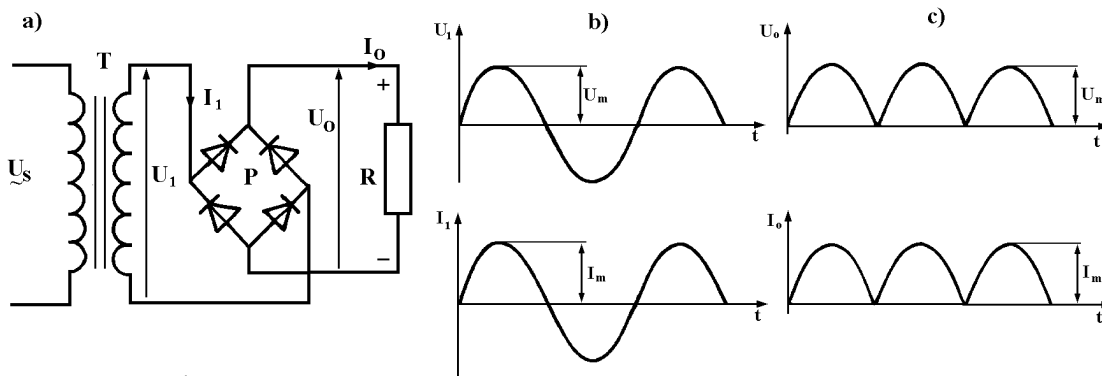 a)
T
Us
~
U1
I1
P
Uo
Io
+
R
−
b)
U1
Um
t
I1
Im
t
c)
Uo
Um
t
Io
Im
t